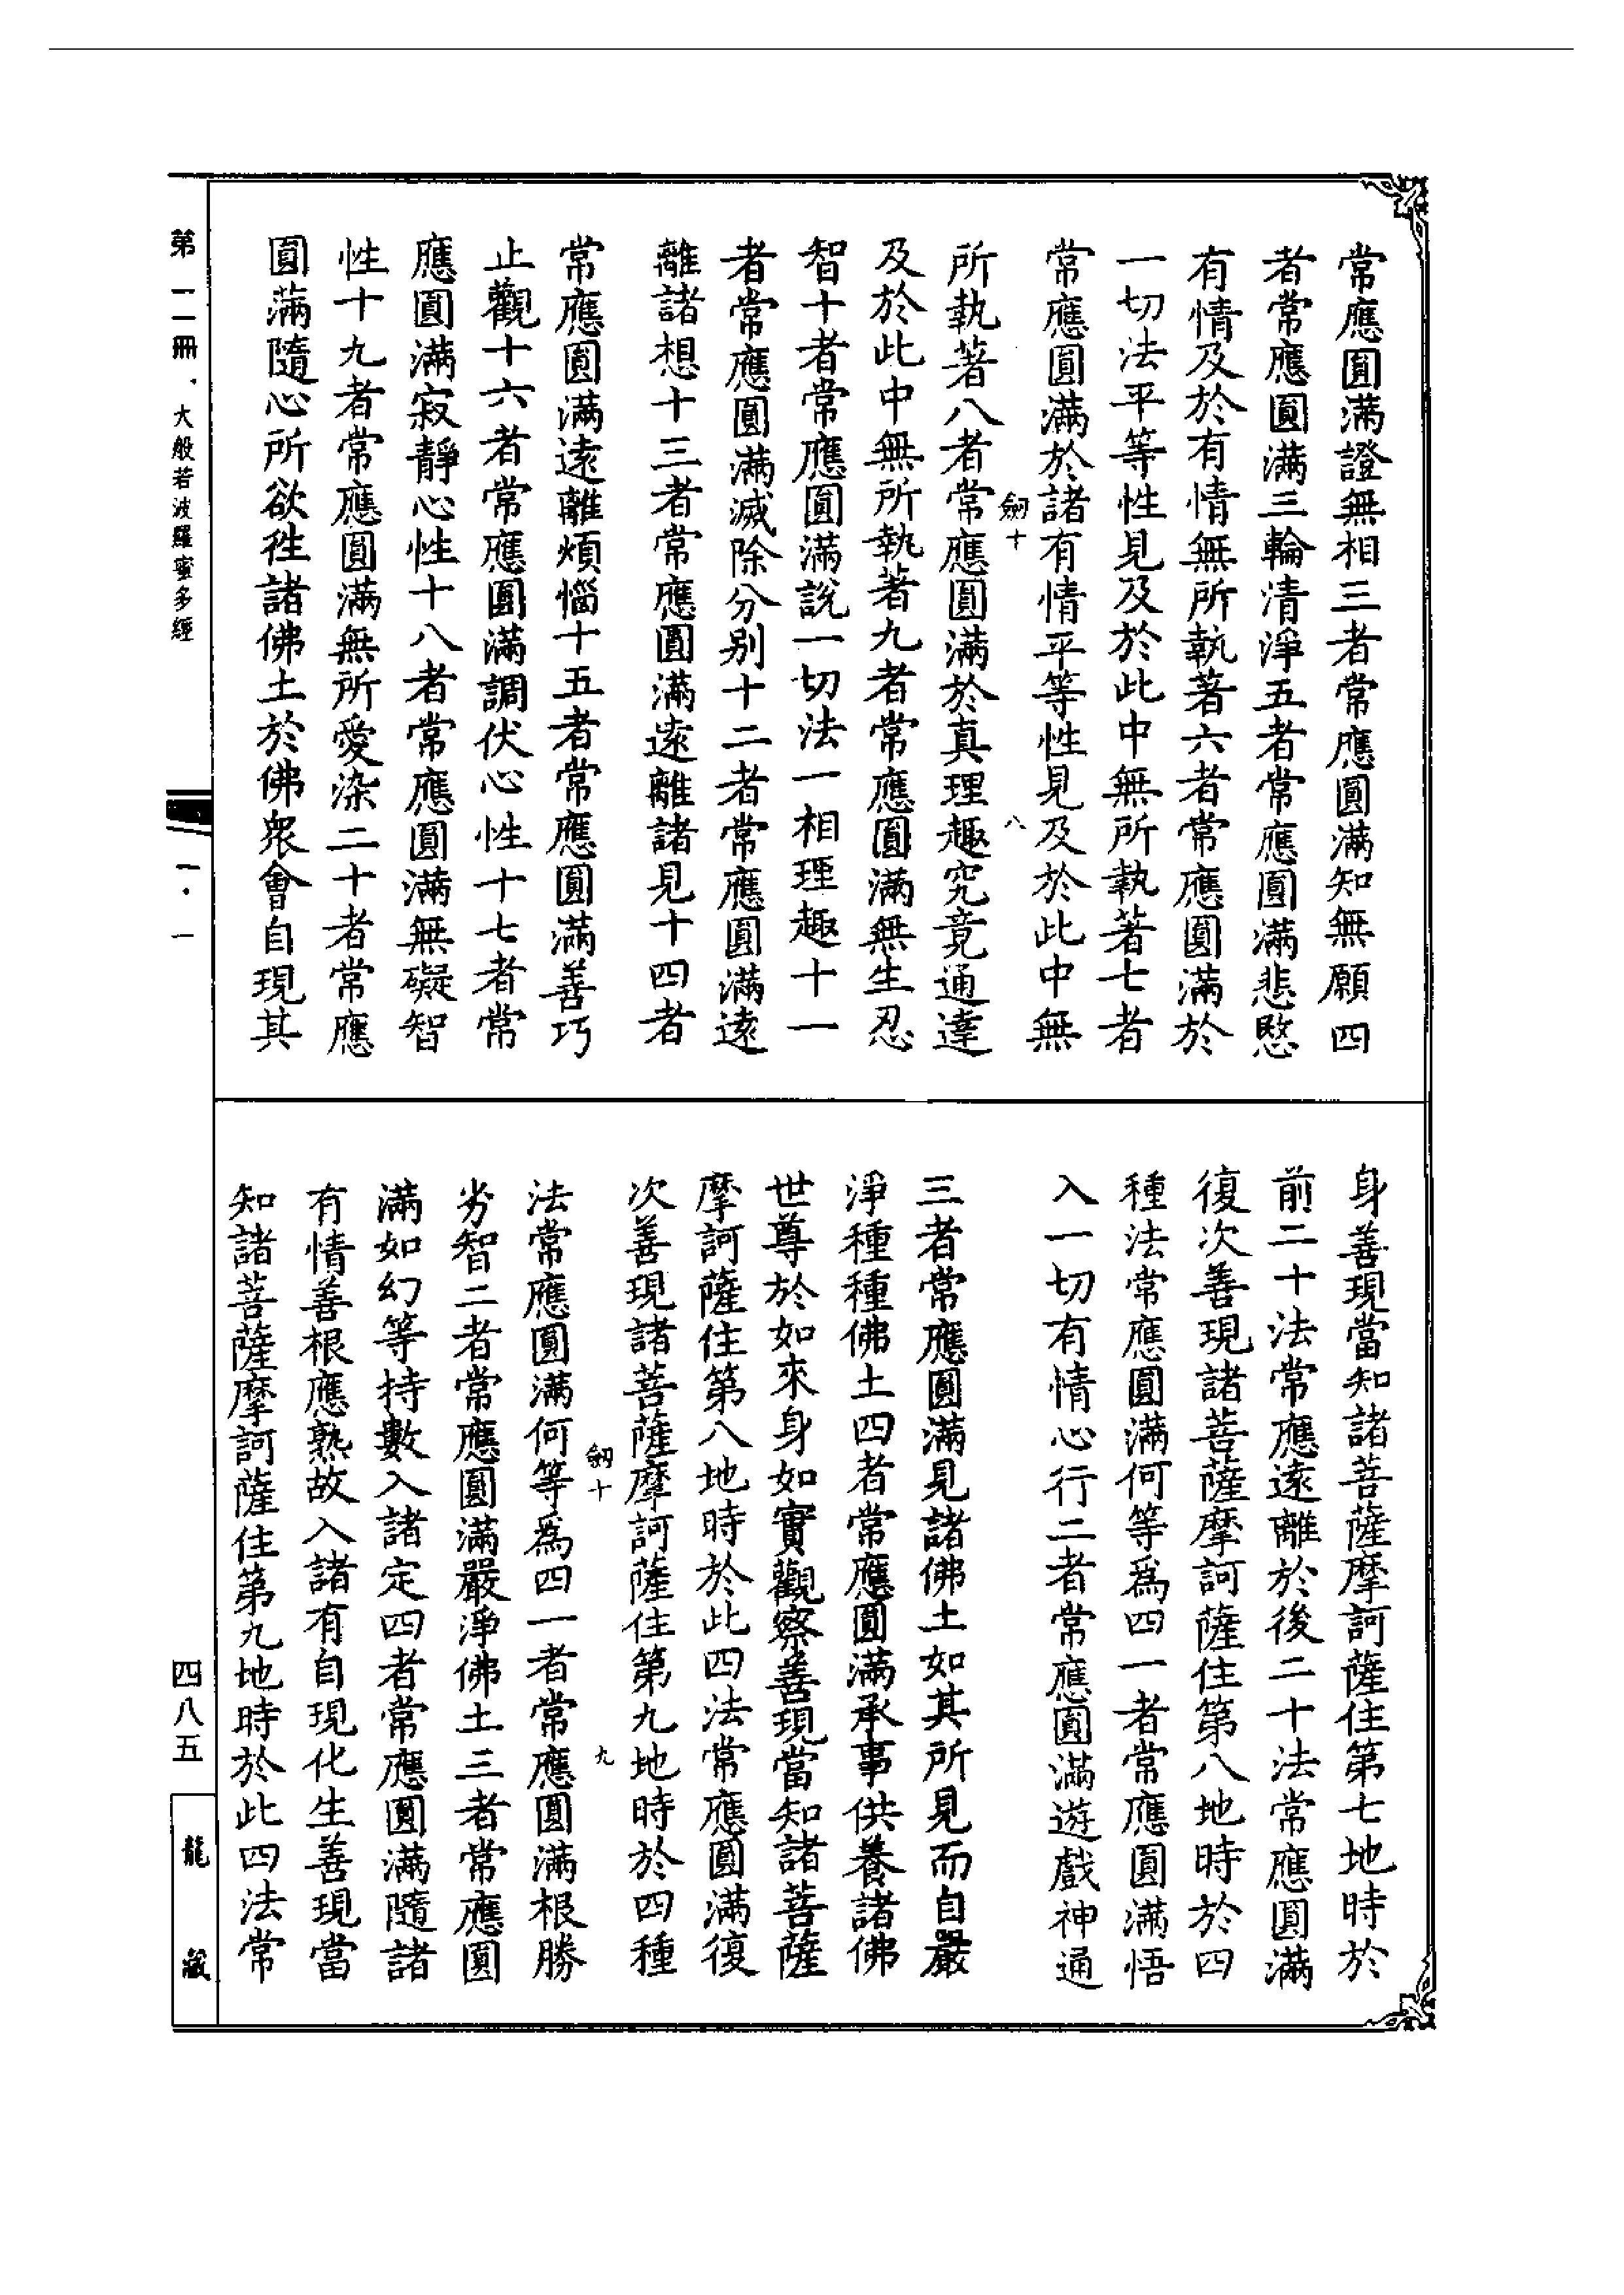 常應圓滿證無相三者常應圓滿知無願四
者常應圓滿三輪清淨五者常應圓滿悲愍
有情及於有情無所執著六者常應圓滿於
一切法平等性見及於此中無所執著七者
常應圓滿於諸有情平等性見及於此中無
劒十 八
所執著八者常應圓滿於真理趣究竟通達
及於此中無所執著九者常應圓滿無生忍
智十者常應圓滿說一切法一相理趣十一
者常應圓滿滅除分別十二者常應圓滿遠
離諸想十三者常應圓滿遠離諸見十四者
常應圓滿遠離煩惱十五者常應圓滿善巧
止觀十六者常應圓滿調伏心性十七者常
應圓滿寂靜心性十八者常應圓滿無礙智
性十九者常應圓滿無所愛染二十者常應
圓滿隨心所欲往諸佛土於佛眾會自現其
身善現當知諸菩薩摩訶薩住第七地時於
前二十法常應遠離於後二十法常應圓滿
復次善現諸菩薩摩訶薩住第八地時於四
種法常應圓滿何等為四一者常應圓滿悟
入一切有情心行二者常應圓滿遊戲神通
三者常應圓滿見諸佛土如其所見而自嚴
淨種種佛土四者常應圓滿承事供養諸佛
世尊於如來身如實觀察善現當知諸菩薩
摩訶薩住第八地時於此四法常應圓滿復
次善現諸菩薩摩訶薩住第九地時於四種
劒十 九
法常應圓滿何等為四一者常應圓滿根勝
劣智二者常應圓滿嚴淨佛土三者常應圓
滿如幻等持數入諸定四者常應圓滿隨諸
有情善根應熟故入諸有自現化生善現當
知諸菩薩摩訶薩住第九地時於此四法常
第二冊·大般若波羅蜜多經
一·一
四八五
龍藏